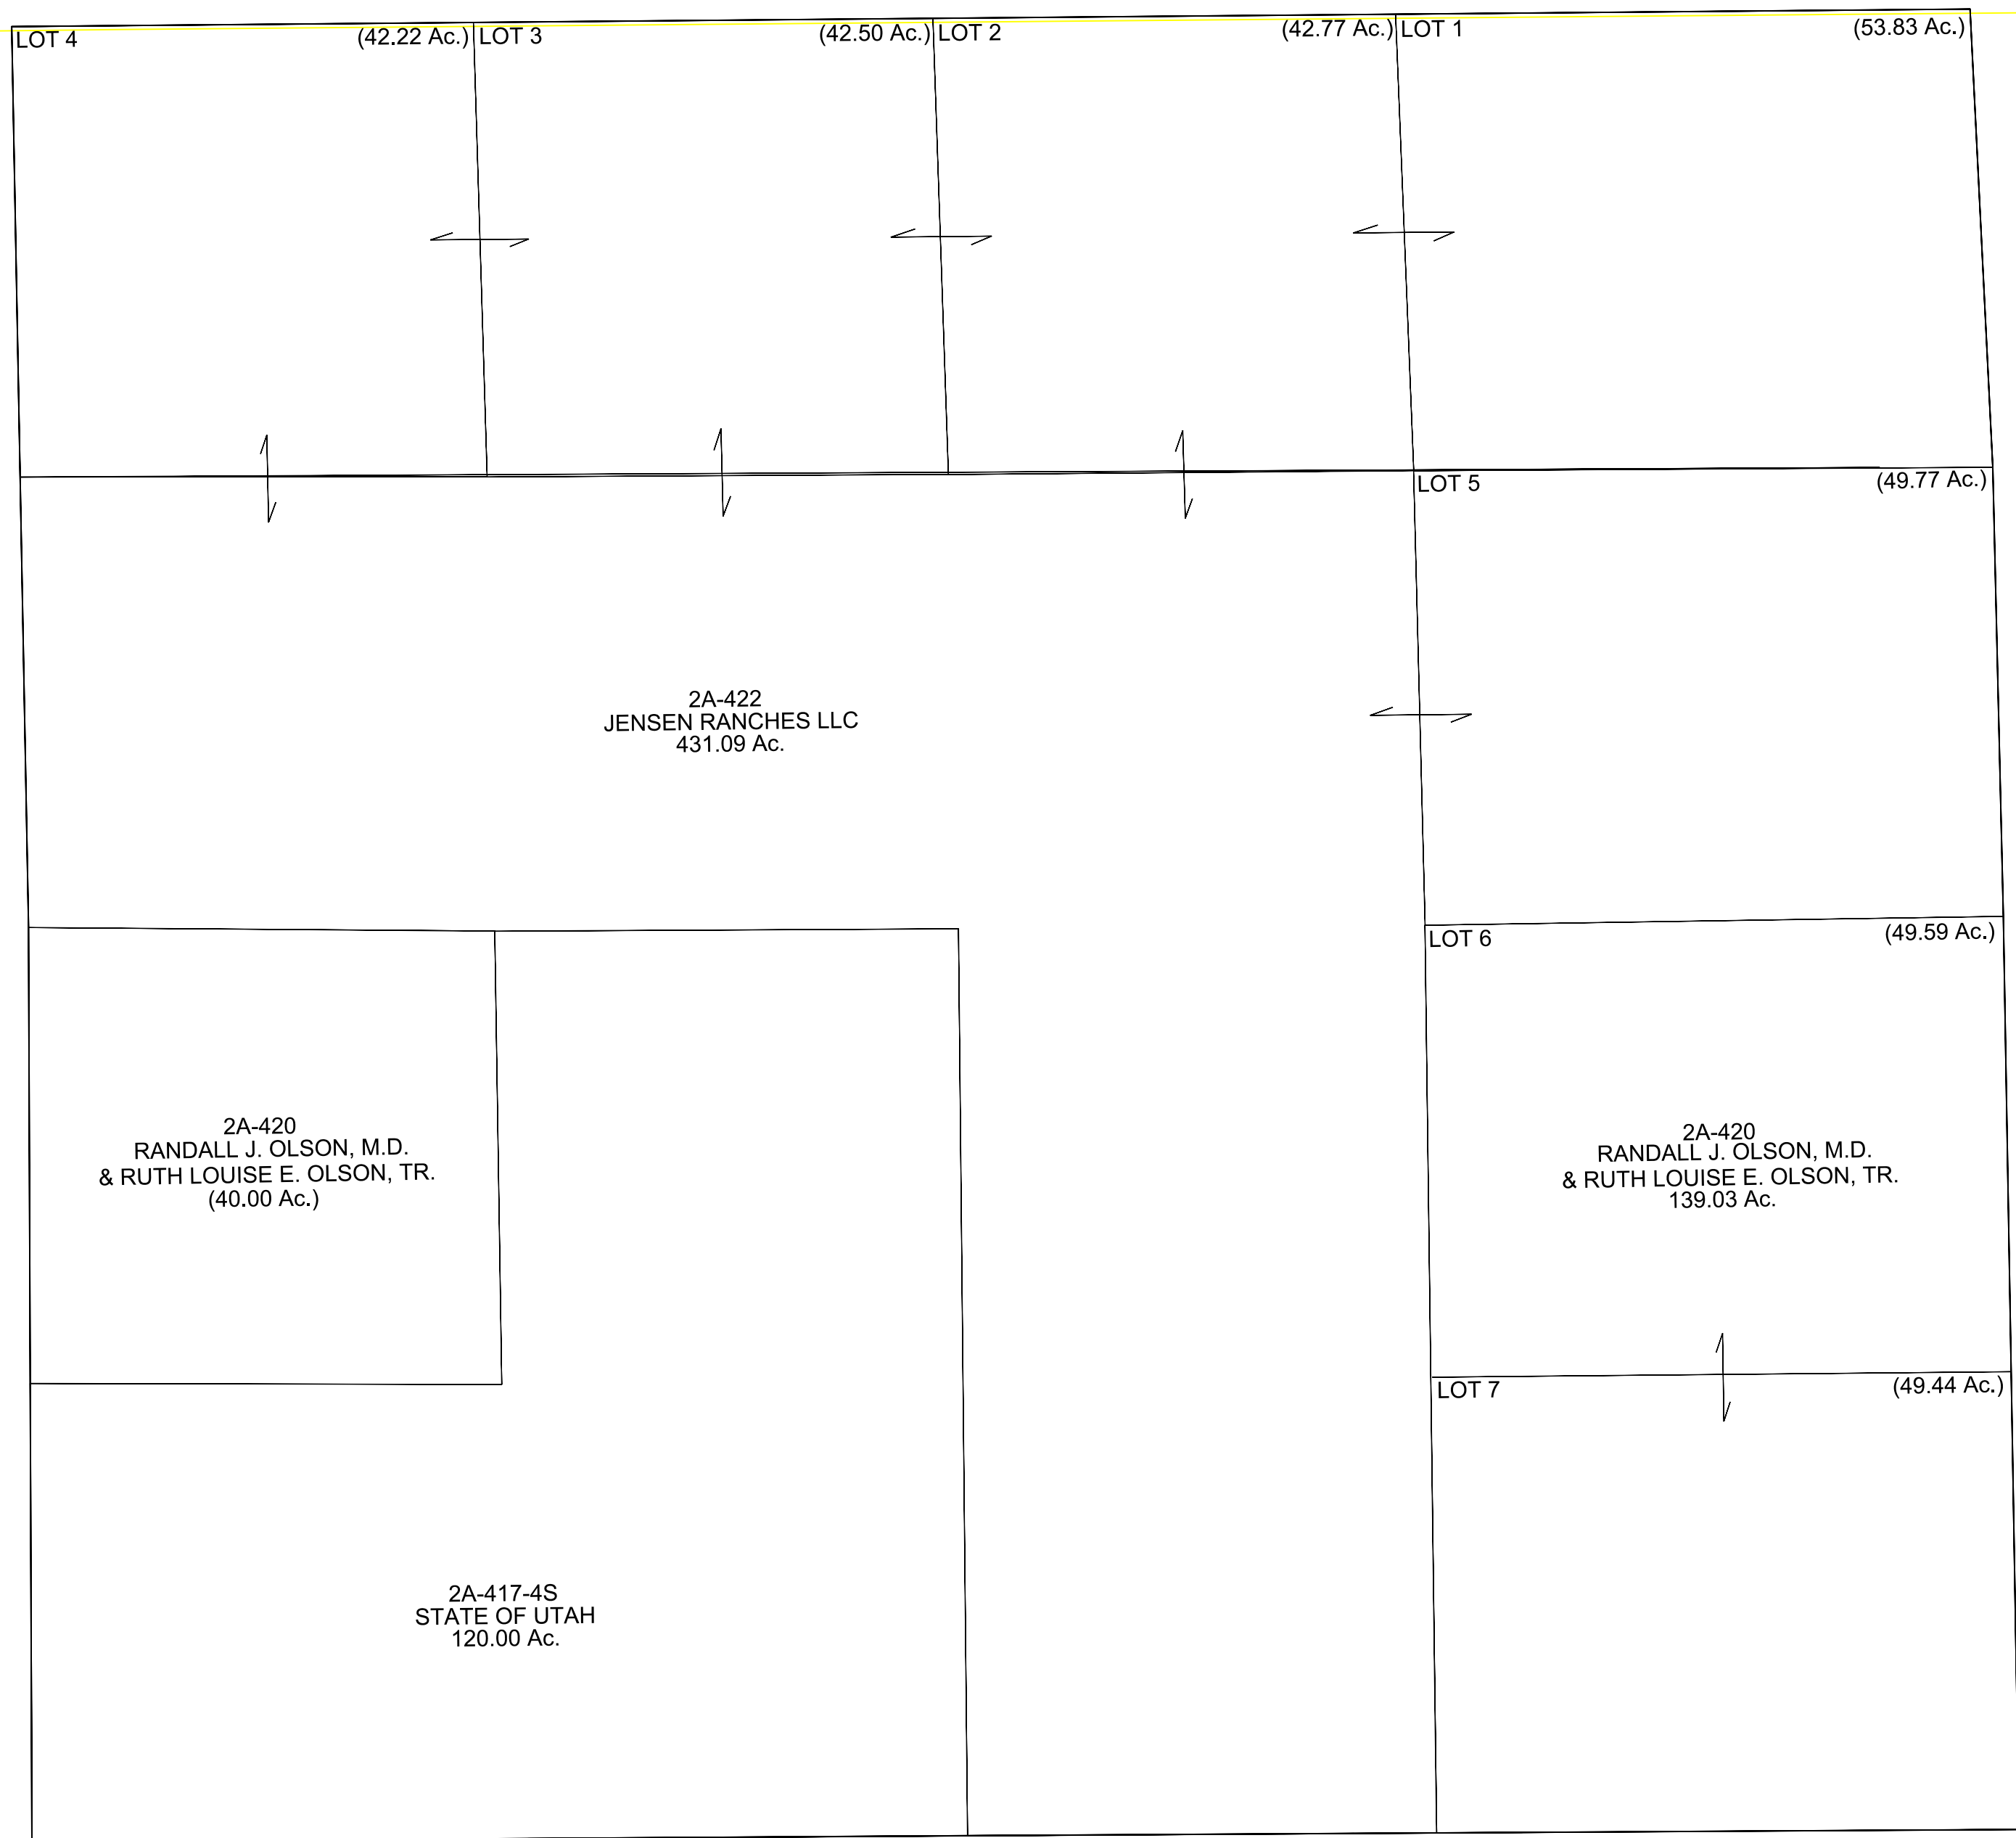 LOT 4
(42.22 Ac.)
LOT 3
(42.50 Ac.)
LOT 2
(42.77 Ac.)
LOT 1
(53.83 Ac.)
LOT 5
(49.77 Ac.)
2A-422
JENSEN RANCHES LLC
431.09 Ac.
LOT 6
(49.59 Ac.)
2A-420
RANDALL J. OLSON, M.D.
& RUTH LOUISE E. OLSON, TR.
(40.00 Ac.)
2A-420
RANDALL J. OLSON, M.D.
& RUTH LOUISE E. OLSON, TR.
139.03 Ac.
LOT 7
(49.44 Ac.)
2A-417-4S
STATE OF UTAH
120.00 Ac.